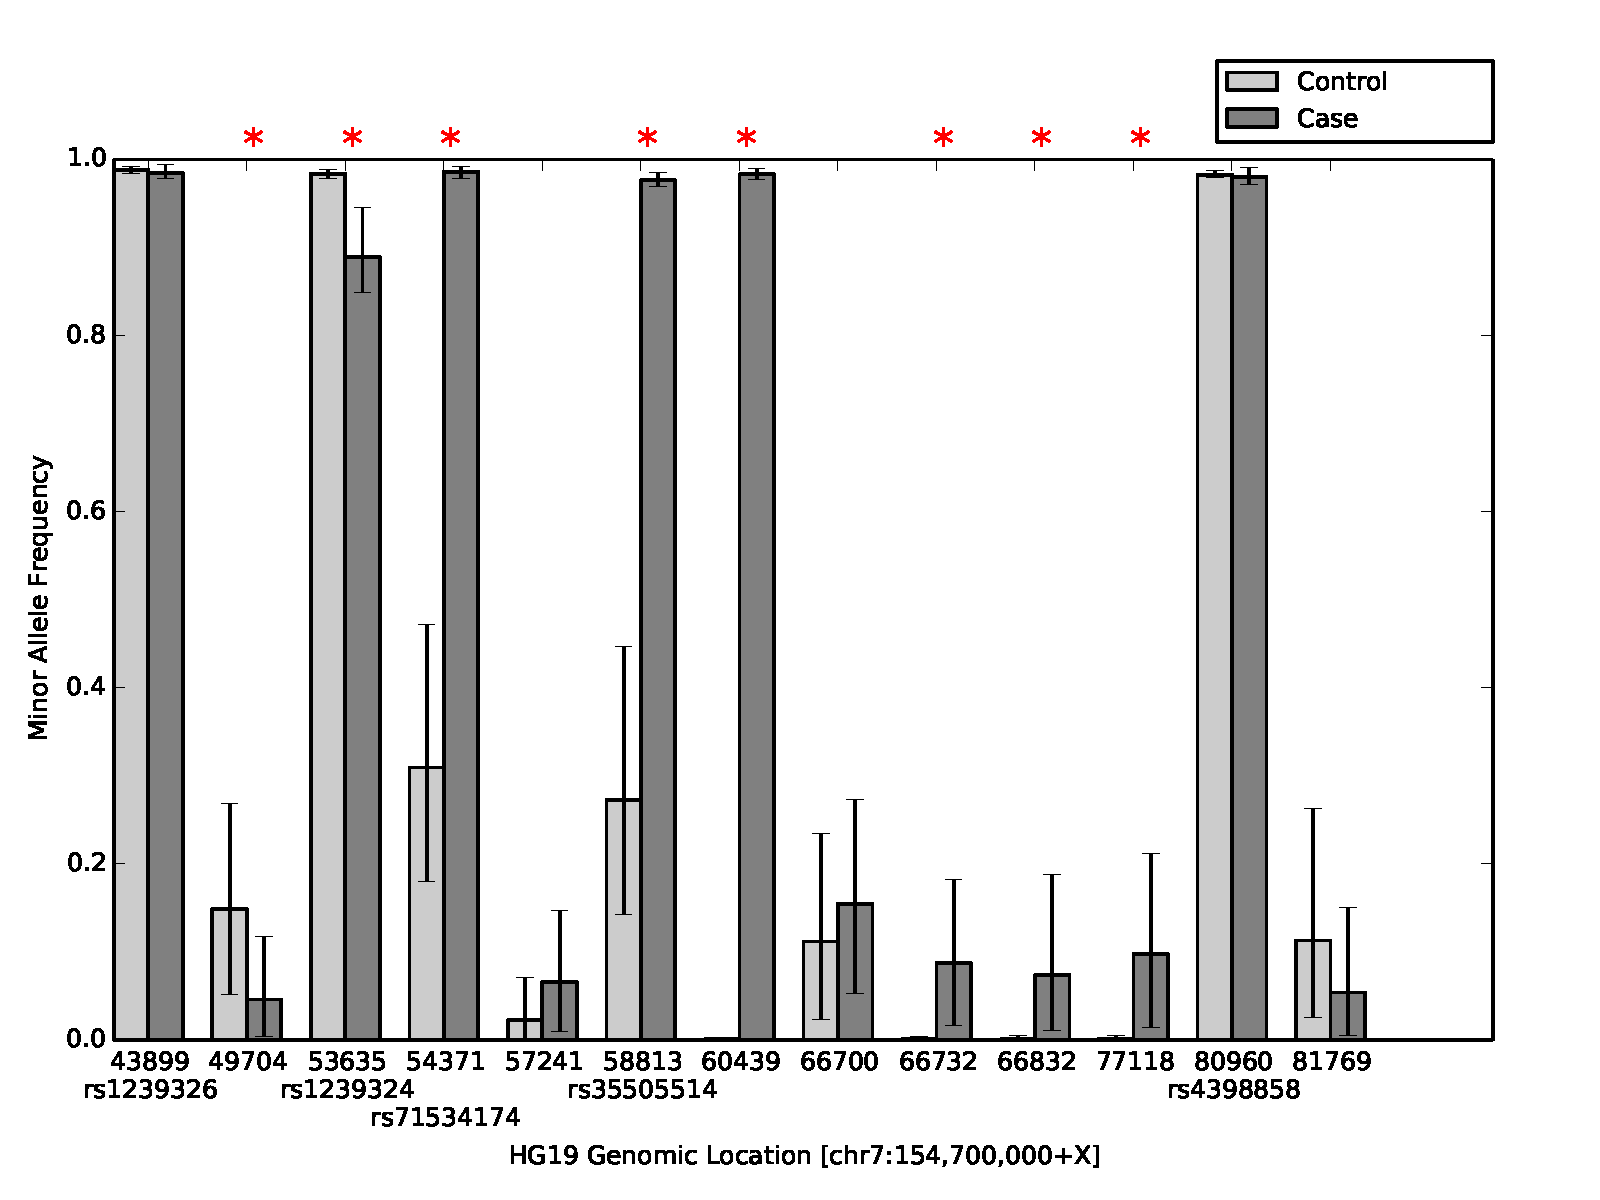 Control
Case
* * * * * * * *
1.0
0.8
0.6
0.4
0.2
0.0
Minor Allele Frequency
43899 49704 53635 54371 57241 58813 60439 66700 66732 66832 77118 80960 81769
rs1239326 rs1239324 rs35505514 rs4398858
rs71534174
HG19 Genomic Location [chr7:154,700,000+X]